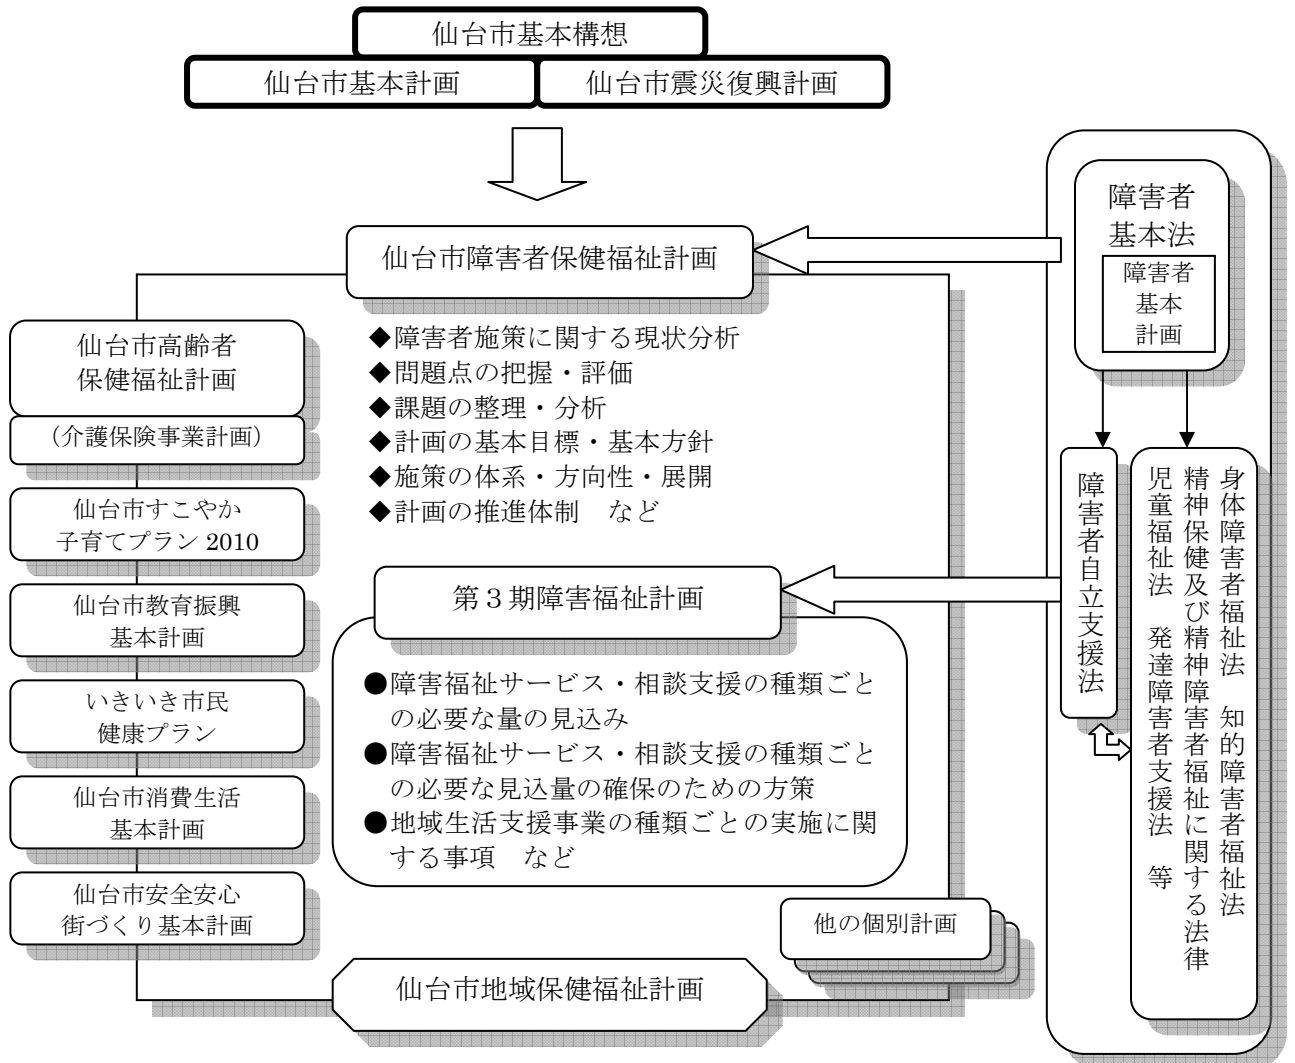 仙台市基本構想
仙台市基本計画
仙台市震災復興計画
仙台市障害者保健福祉計画
◆障害者施策に関する現状分析
◆問題点の把握・評価
◆課題の整理・分析
◆計画の基本目標・基本方針
◆施策の体系・方向性・展開
◆計画の推進体制　など
第３期障害福祉計画
●障害福祉サービス・相談支援の種類ごと
の必要な量の見込み
●障害福祉サービス・相談支援の種類ごと
の必要な見込量の確保のための方策
●地域生活支援事業の種類ごとの実施に関
する事項　など
仙台市高齢者
保健福祉計画
（介護保険事業計画）
仙台市すこやか
子育てプラン 2010
仙台市教育振興
基本計画
いきいき市民
健康プラン
仙台市消費生活
基本計画
仙台市安全安心
街づくり基本計画
他の個別計画
仙台市地域保健福祉計画
障害者
基本法
障害者
基本
計画
障害者自立支援法
身体障害者福祉法　知的障害者福祉法
精神保健及び精神障害者福祉に関する法律
児童福祉法　発達障害者支援法　等